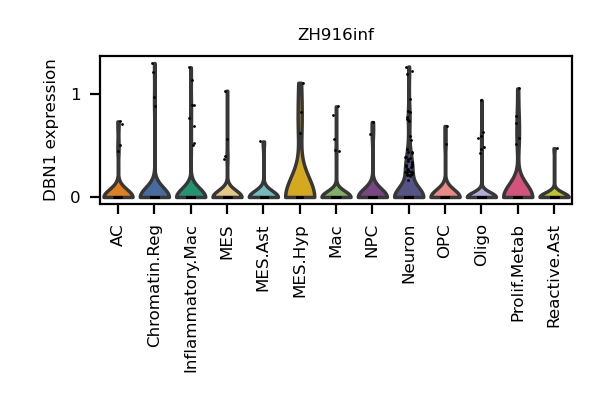 ZH916inf
DBN1 expression
1
0
AC
Chromatin.Reg
Inflammatory.Mac
MES
MES.Ast
MES.Hyp
Mac
NPC
Neuron
OPC
Oligo
Prolif.Metab
Reactive.Ast